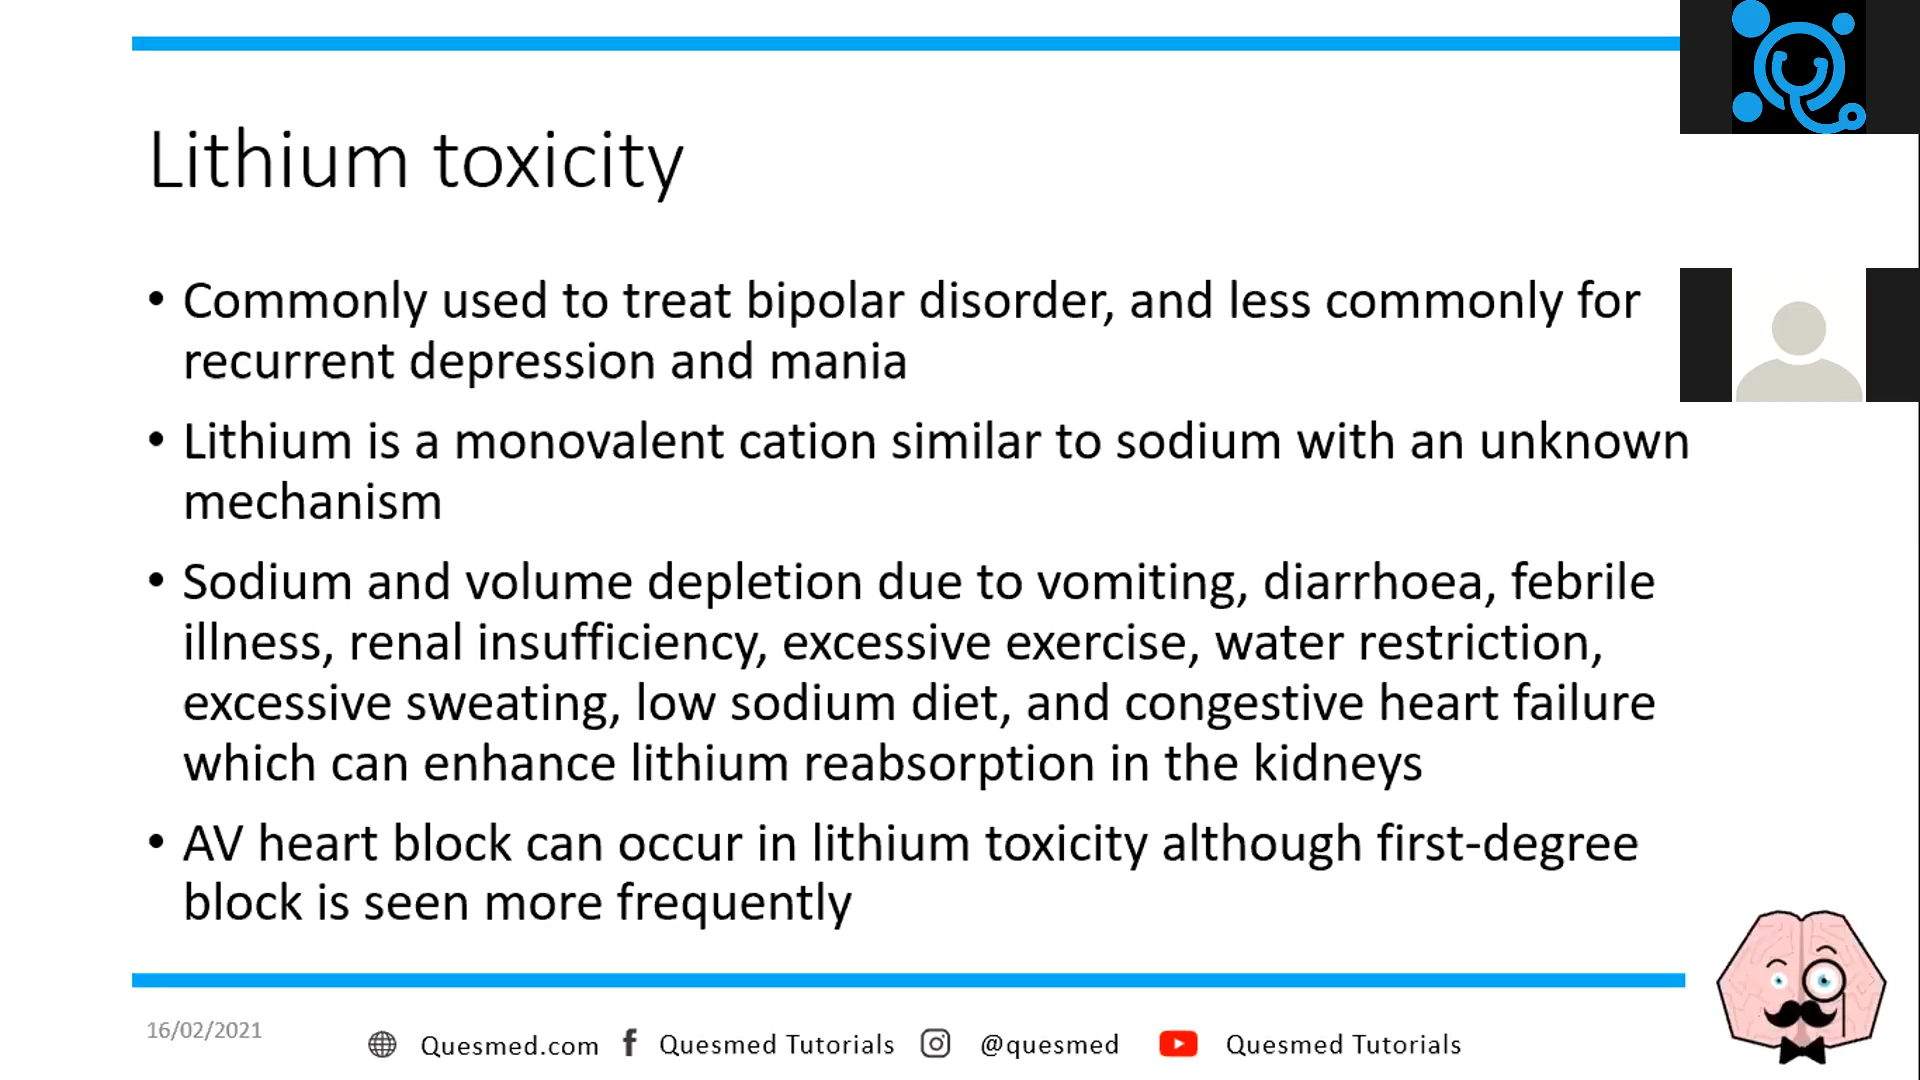 Lithium toxicity
• Commonly used to treat bipolar disorder, and less commonly for
recurrent depression and mania
• Lithium is a monovalent cation similar to sodium with an unknown
mechanism
• Sodium and volume depletion due to vomiting, diarrhoea, febrile
illness, renal insufficiency, excessive exercise, water restriction,
excessive sweating, low sodium diet, and congestive heart failure
which can enhance lithium reabsorption in the kidneys
• AV heart block can occur in lithium toxicity although first-degree
block is seen more frequently
16/02/2021 Quesmed.com Quesmed Tutorials @quesmed Quesmed Tutorials